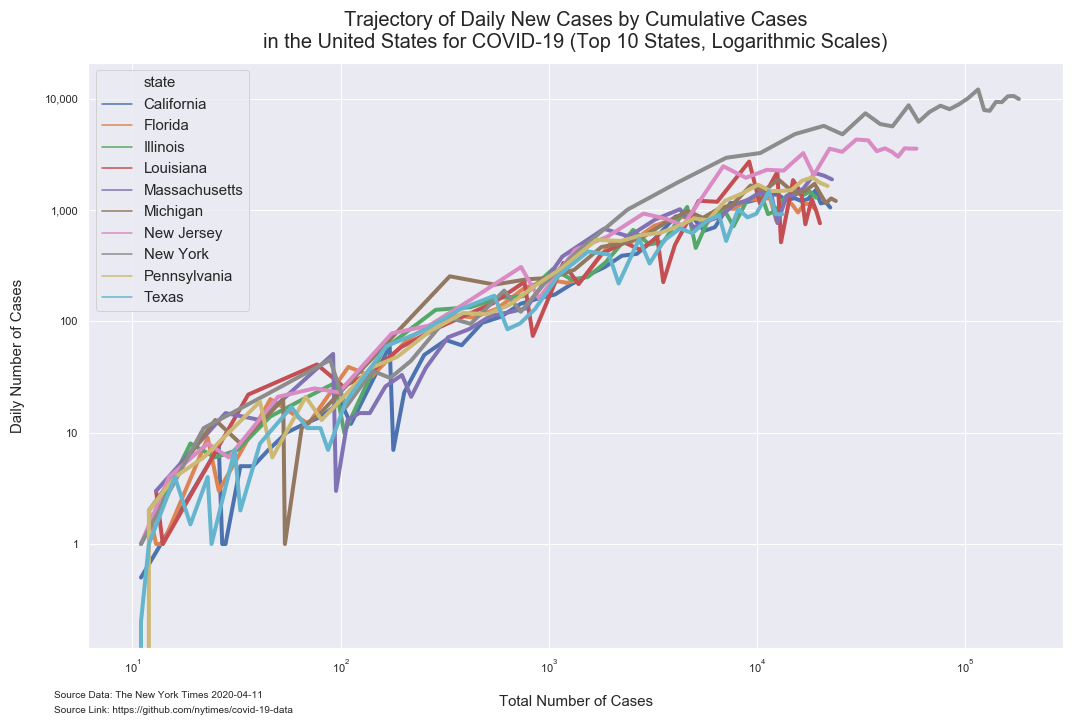 Trajectory of Daily New Cases by Cumulative Cases
in the United States for COVID-19 (Top 10 States, Logarithmic Scales)
state
California
Florida
Illinois
Louisiana
Massachusetts
Michigan
New Jersey
New York
Pennsylvania
Texas
Daily Number of Cases
10,000
1,000
100
10
1
10¹
10²
10³
10⁴
10⁵
Total Number of Cases
Source Data: The New York Times 2020-04-11
Source Link: https://github.com/nytimes/covid-19-data